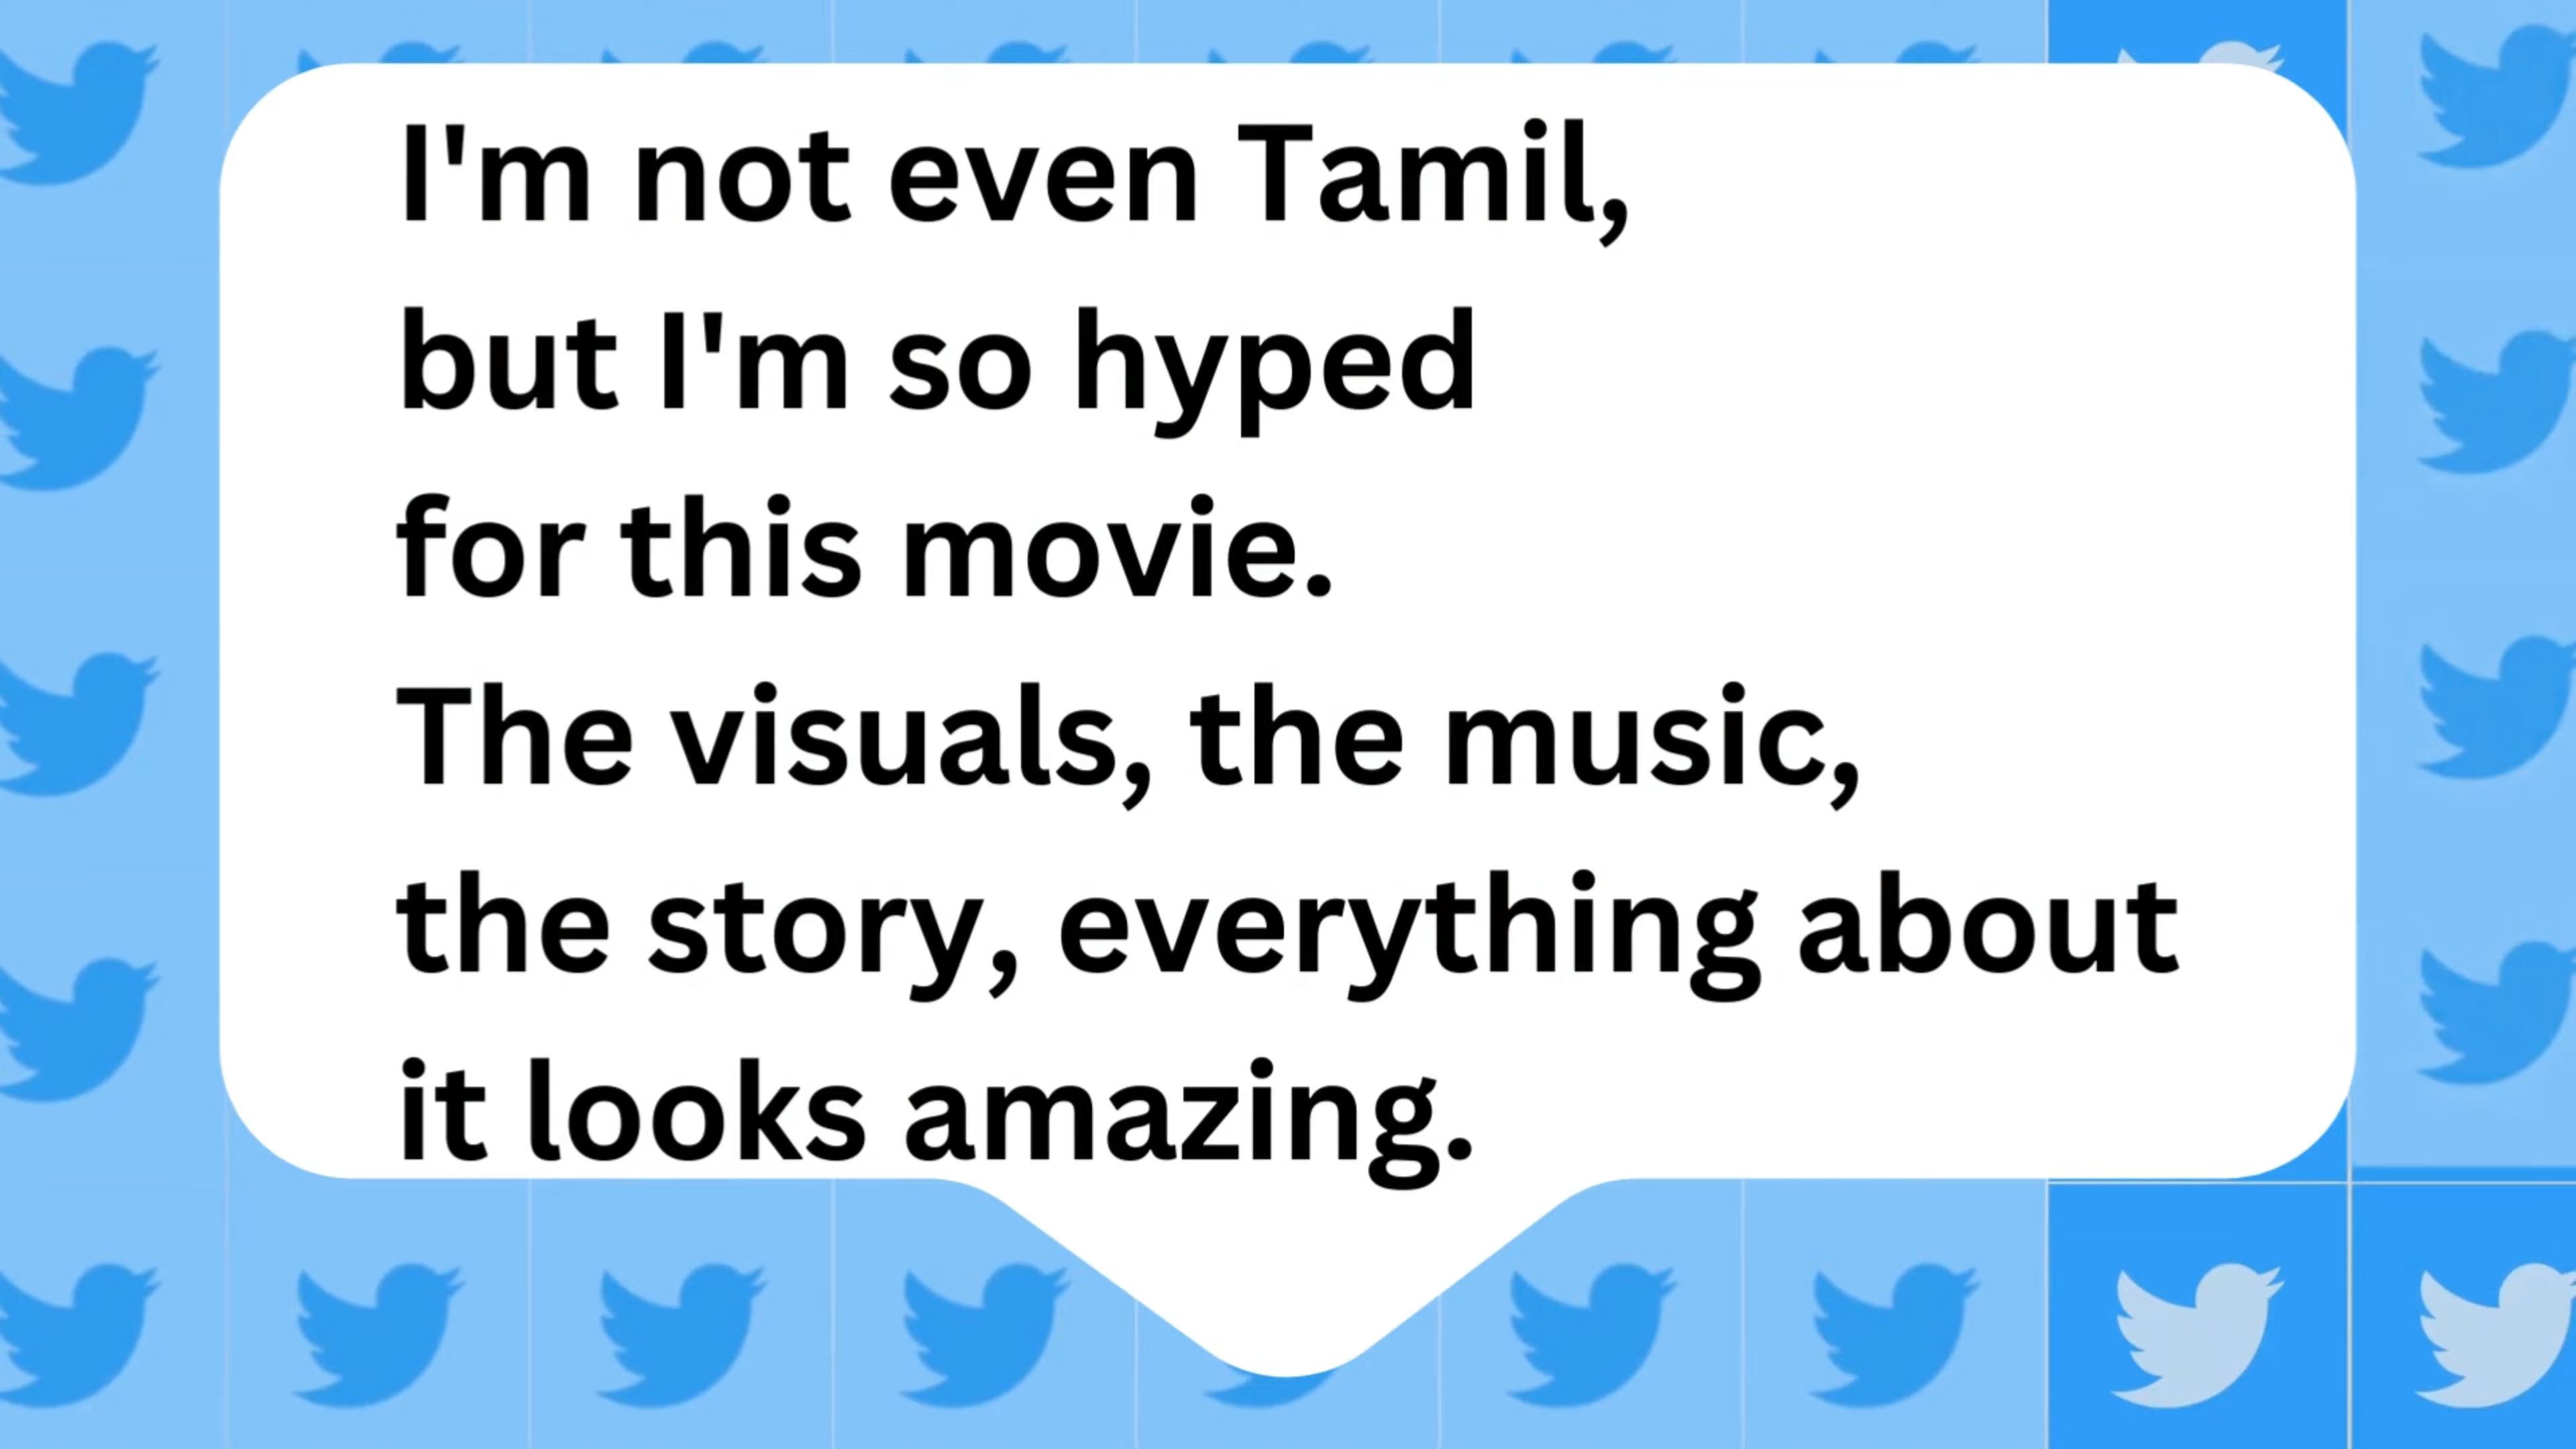 I'm not even Tamil,
but I'm so hyped
for this movie.
The visuals, the music,
the story, everything about
it looks amazing.